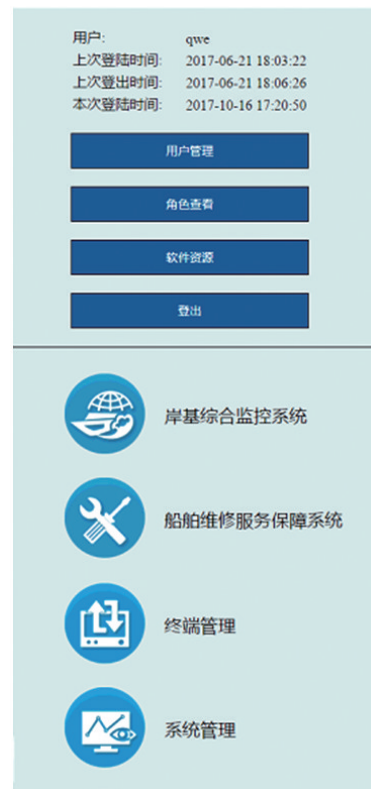 用户: qwe
上次登陆时间: 2017-06-21 18:03:22
上次登出时间: 2017-06-21 18:06:26
本次登陆时间: 2017-10-16 17:20:50
用户管理
角色查看
软件资源
登出
岸基综合监控系统
船舶维修服务保障系统
终端管理
系统管理